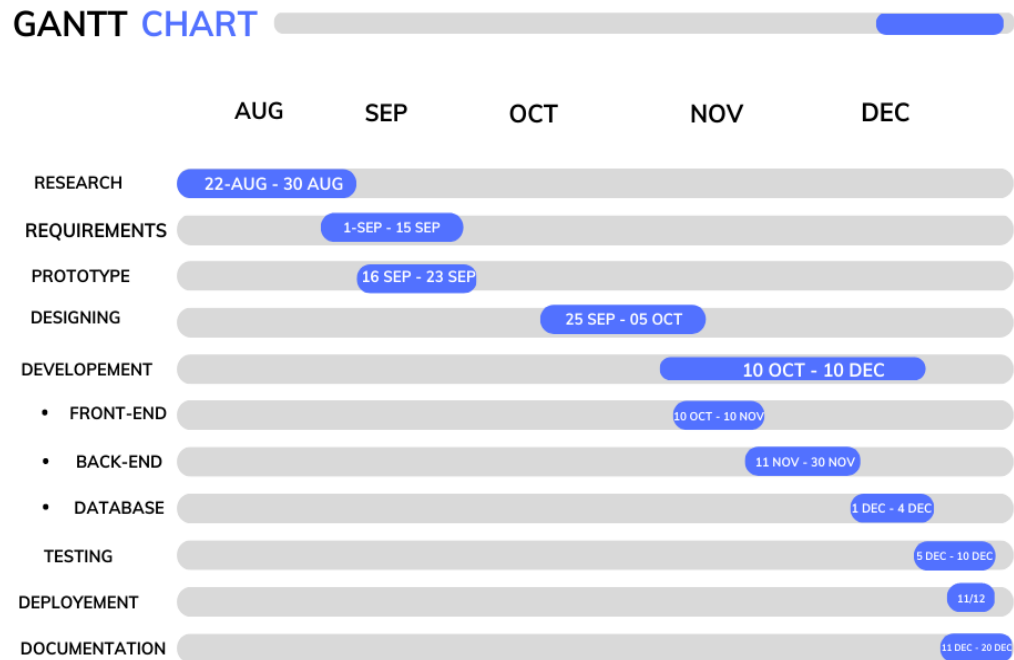 GANTT CHART
AUG SEP OCT NOV DEC
RESEARCH 22-AUG - 30 AUG
REQUIREMENTS 1-SEP - 15 SEP
PROTOTYPE 16 SEP - 23 SEP
DESIGNING 25 SEP - 05 OCT
DEVELOPEMENT 10 OCT - 10 DEC
• FRONT-END 10 OCT - 10 NOV
• BACK-END 11 NOV - 30 NOV
• DATABASE 1 DEC - 4 DEC
TESTING 5 DEC - 10 DEC
DEPLOYEMENT 11/12
DOCUMENTATION 11 DEC - 20 DEC